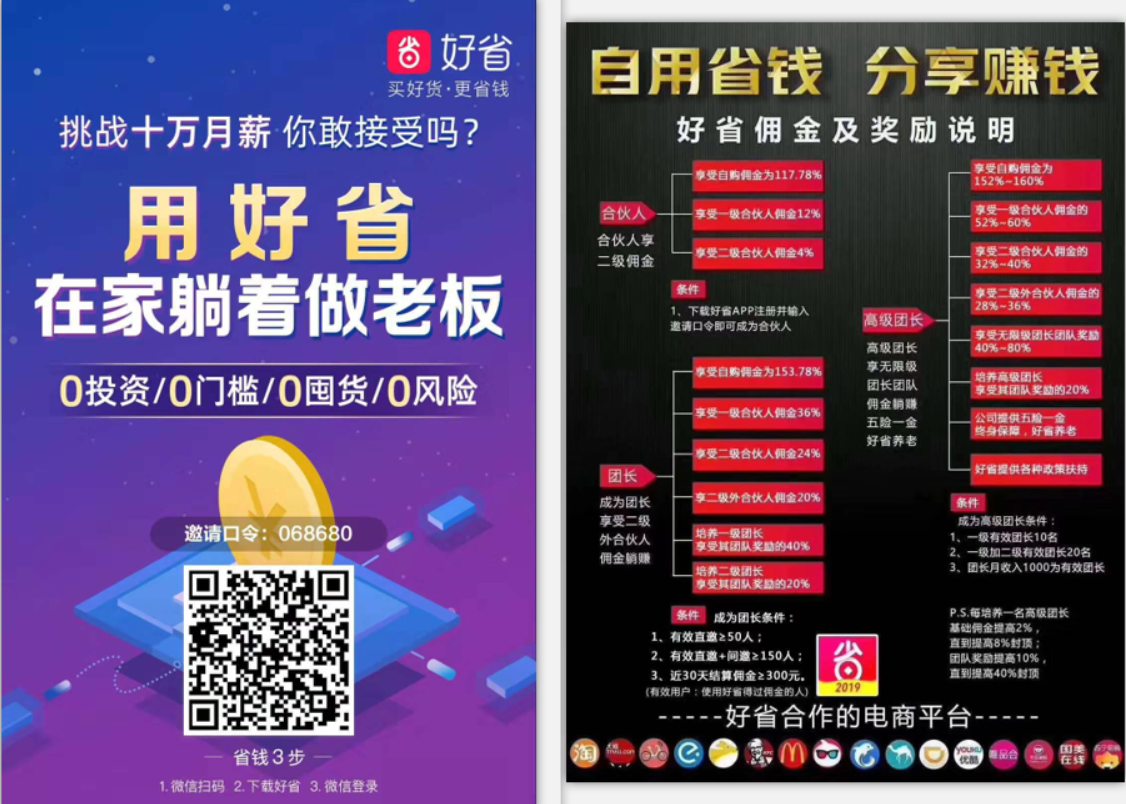 省 好省
买好货·更省钱
挑战十万月薪 你敢接受吗?
用好省
在家躺着做老板
0投资/0门槛/0囤货/0风险
邀请口令：068680
省钱3步
1.微信扫码 2.下载好省 3.微信登录
自用省钱 分享赚钱
好省佣金及奖励说明
合伙人
合伙人享
二级佣金
享受自购佣金为117.78%
享受一级合伙人佣金12%
享受二级合伙人佣金4%
条件
1、下载好省APP注册并输入
邀请口令即可成为合伙人
团长
成为团长
享受二级
外合伙人
佣金躺赚
享受自购佣金为153.78%
享受一级合伙人佣金36%
享受二级合伙人佣金24%
享二级外合伙人佣金20%
培养一级团长
享受其团队奖励的40%
培养二级团长
享受其团队奖励的20%
条件 成为团长条件：
1、有效直邀≥50人；
2、有效直邀+间邀≥150人；
3、近30天结算佣金≥300元。
(有效用户：使用好省得过佣金的人)
高级团长
高级团长
享无限级
团长团队
佣金躺赚
五险一金
好省养老
享受自购佣金为
152%~160%
享受一级合伙人佣金的
52%~60%
享受二级合伙人佣金的
32%~40%
享受二级外合伙人佣金的
28%~36%
享受无限级团长团队奖励
40%~80%
培养高级团长
享受其团队奖励的20%
公司提供五险一金
终身保障，好省养老
好省提供各种政策扶持
条件
成为高级团长条件：
1、一级有效团长10名
2、一级加二级有效团长20名
3、团长月收入1000为有效团长
P.S.每培养一名高级团长
基础佣金提高2%，
直到提高8%封顶；
团队奖励提高10%，
直到提高40%封顶
省
2019
-----好省合作的电商平台-----
淘
KFC
YOUKU
优酷
唯品会
国美
在线